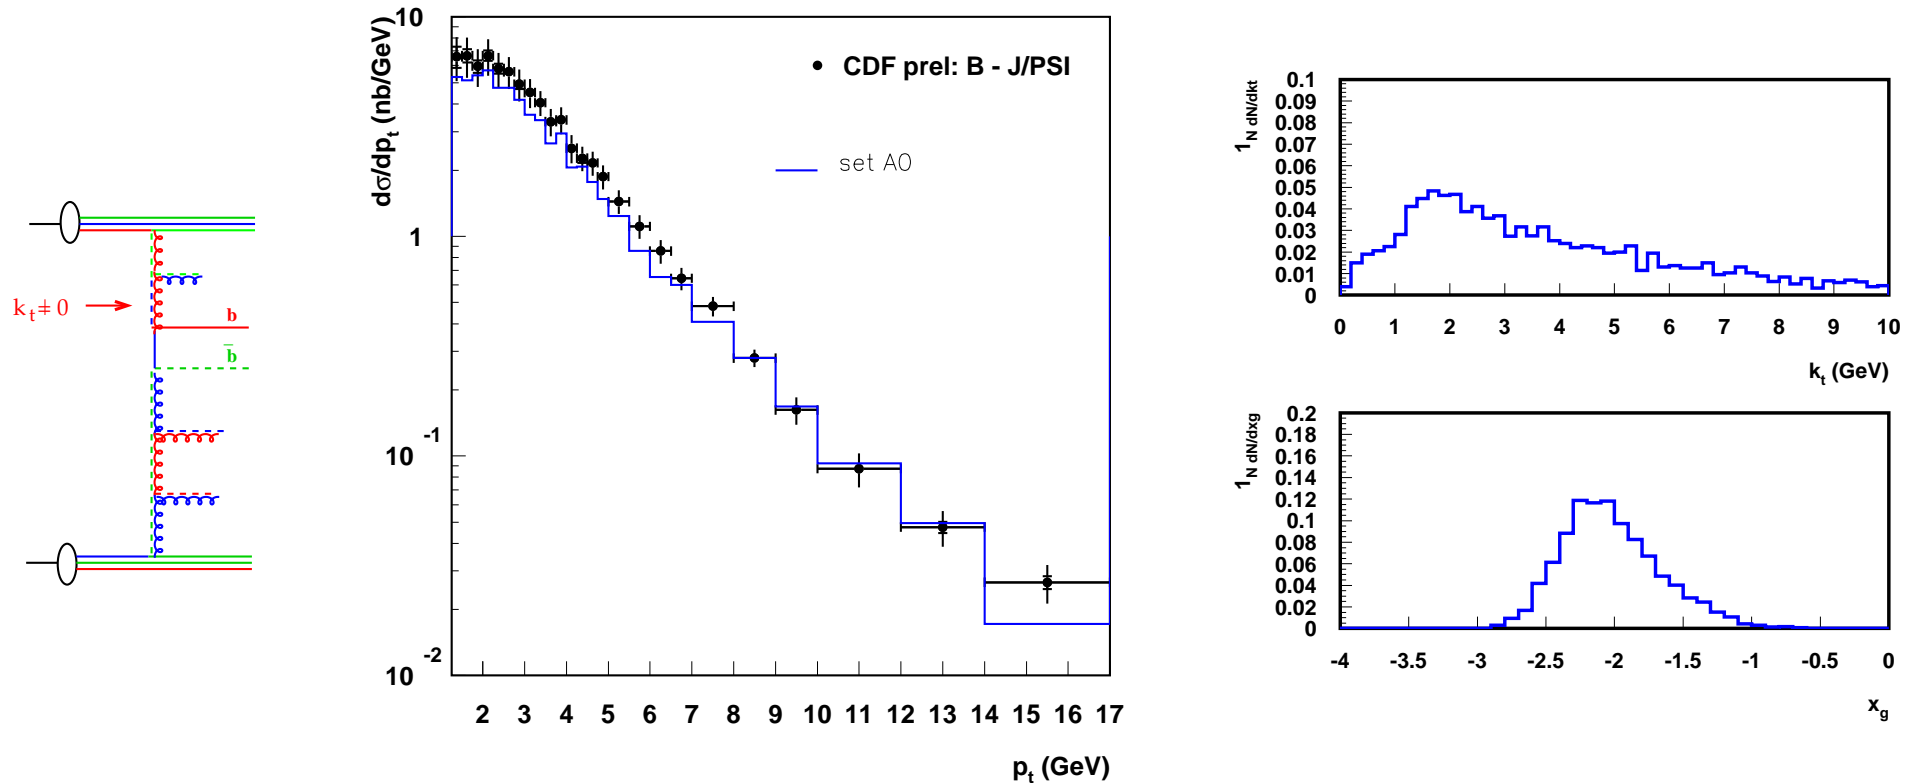 k_t ≠ 0
b
b̄
dσ/dp_t (nb/GeV)
10
1
10^-1
10^-2
CDF prel: B - J/PSI
set A0
2 3 4 5 6 7 8 9 10 11 12 13 14 15 16 17
p_t (GeV)
1_N dN/dkt
0.1
0.09
0.08
0.07
0.06
0.05
0.04
0.03
0.02
0.01
0
0 1 2 3 4 5 6 7 8 9 10
k_t (GeV)
1_N dN/dxg
0.2
0.18
0.16
0.14
0.12
0.1
0.08
0.06
0.04
0.02
0
-4 -3.5 -3 -2.5 -2 -1.5 -1 -0.5 0
x_g